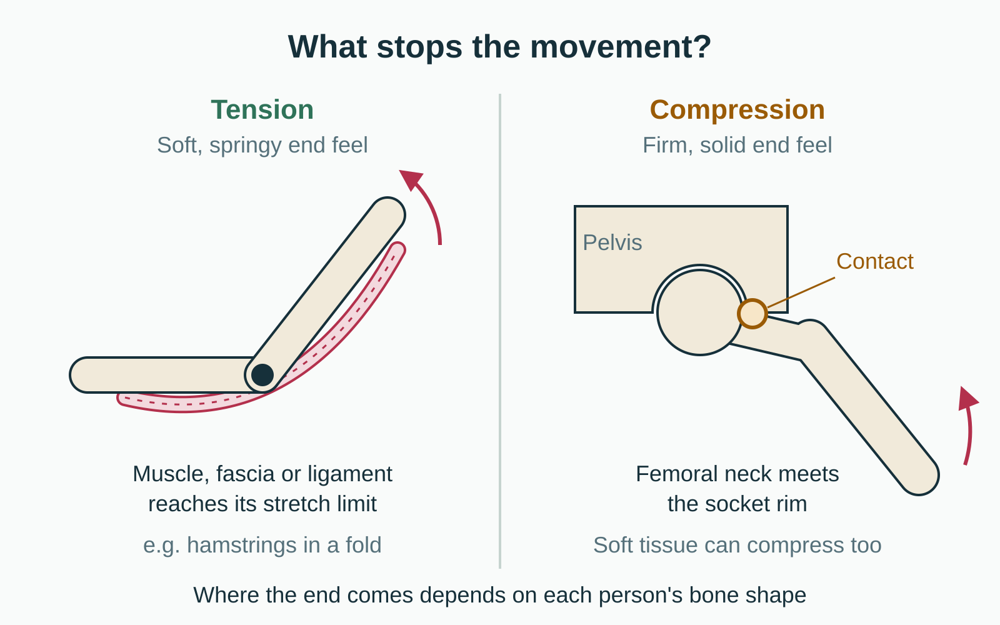 What stops the movement?
Tension
Soft, springy end feel
Muscle, fascia or ligament
reaches its stretch limit
e.g. hamstrings in a fold
Compression
Firm, solid end feel
Pelvis
Contact
Femoral neck meets
the socket rim
Soft tissue can compress too
Where the end comes depends on each person's bone shape